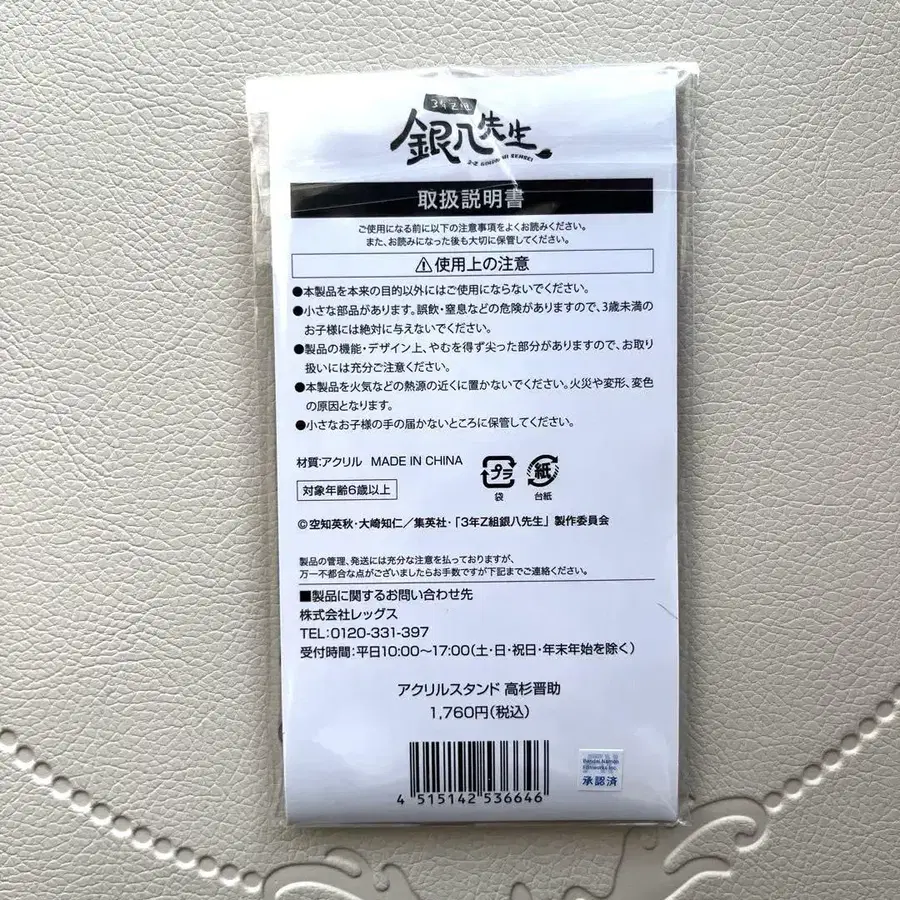 3年Z組
銀八先生
3-Z GINPACHI SENSEI
取扱説明書
ご使用になる前に以下の注意事項をよくお読みください。
また、お読みになった後も大切に保管してください。
⚠使用上の注意
●本製品を本来の目的以外にはご使用にならないでください。
●小さな部品があります。誤飲・窒息などの危険がありますので、3歳未満の
お子様には絶対に与えないでください。
●製品の機能・デザイン上、やむを得ず尖った部分がありますので、お取り
扱いには充分ご注意ください。
●本製品を火気などの熱源の近くに置かないでください。火災や変形、変色
の原因となります。
●小さなお子様の手の届かないところに保管してください。
材質:アクリル MADE IN CHINA
プラ 紙
袋 台紙
対象年齢6歳以上
©空知英秋・大崎知仁/集英社・「3年Z組銀八先生」製作委員会
製品の管理、発送には充分な注意を払っておりますが、
万一不都合な点がございましたらお手数ですが下記までご連絡ください。
■製品に関するお問い合わせ先
株式会社レッグス
TEL:0120-331-397
受付時間:平日10:00～17:00(土・日・祝日・年末年始を除く)
アクリルスタンド 高杉晋助
1,760円(税込)
4 515142 536646
Bandai Namco
Filmworks Inc.
承認済